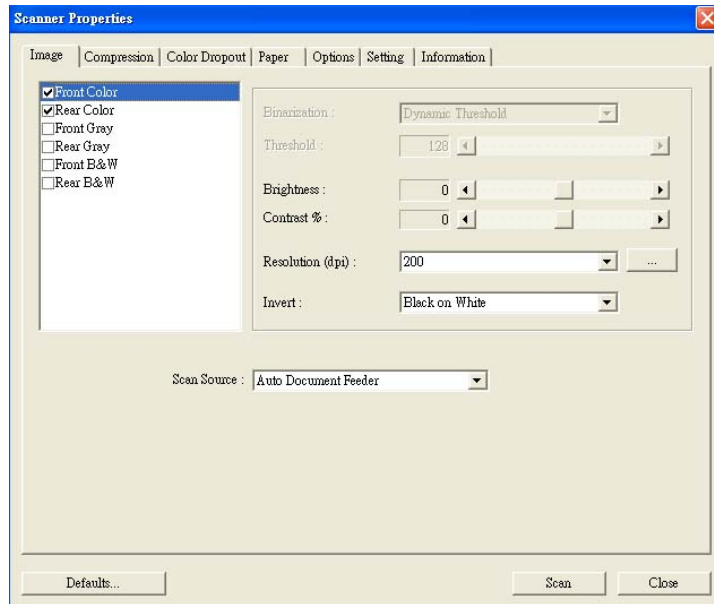 Scanner Properties
Image Compression Color Dropout Paper Options Setting Information
Front Color
Rear Color
Front Gray
Rear Gray
Front B&W
Rear B&W
Binarization : Dynamic Threshold
Threshold : 128
Brightness : 0
Contrast % : 0
Resolution (dpi) : 200 ...
Invert : Black on White
Scan Source : Auto Document Feeder
Defaults... Scan Close